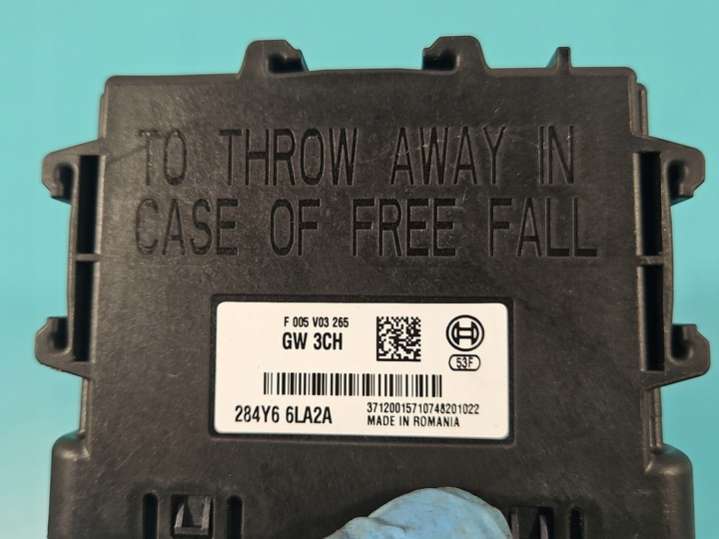 TO THROW AWAY IN
CASE OF FREE FALL
F 005 V03 265
GW 3CH
53F
284Y6 6LA2A
37120015710748201022
MADE IN ROMANIA